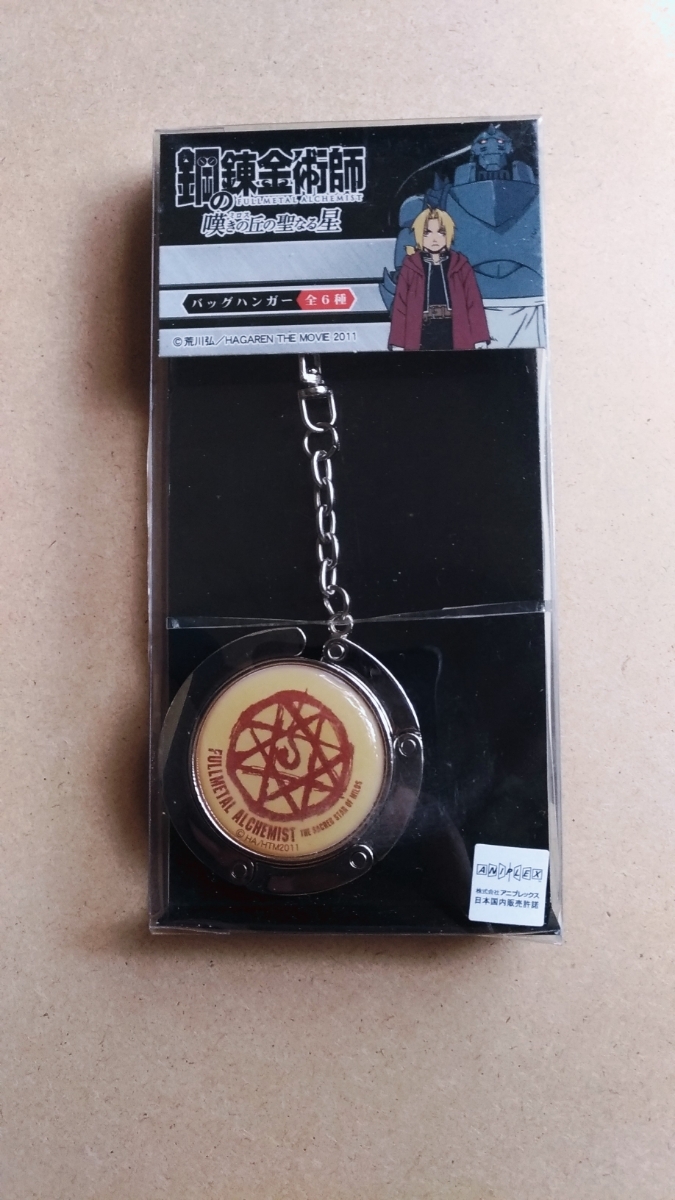 鋼の錬金術師
FULLMETAL ALCHEMIST
嘆きの丘の聖なる星
ミロス
バッグハンガー 全6種
©荒川弘/HAGAREN THE MOVIE 2011
FULLMETAL ALCHEMIST THE SACRED STAR OF MILOS
©HA/HTM2011
ANIPLEX
株式会社アニプレックス
日本国内販売許諾